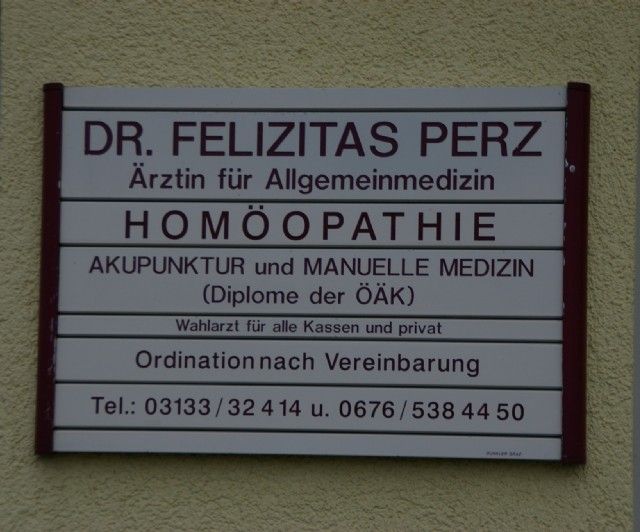 DR. FELIZITAS PERZ
Ärztin für Allgemeinmedizin
HOMÖOPATHIE
AKUPUNKTUR und MANUELLE MEDIZIN
(Diplome der ÖÄK)
Wahlarzt für alle Kassen und privat
Ordination nach Vereinbarung
Tel.: 03133/32 414 u. 0676/538 44 50